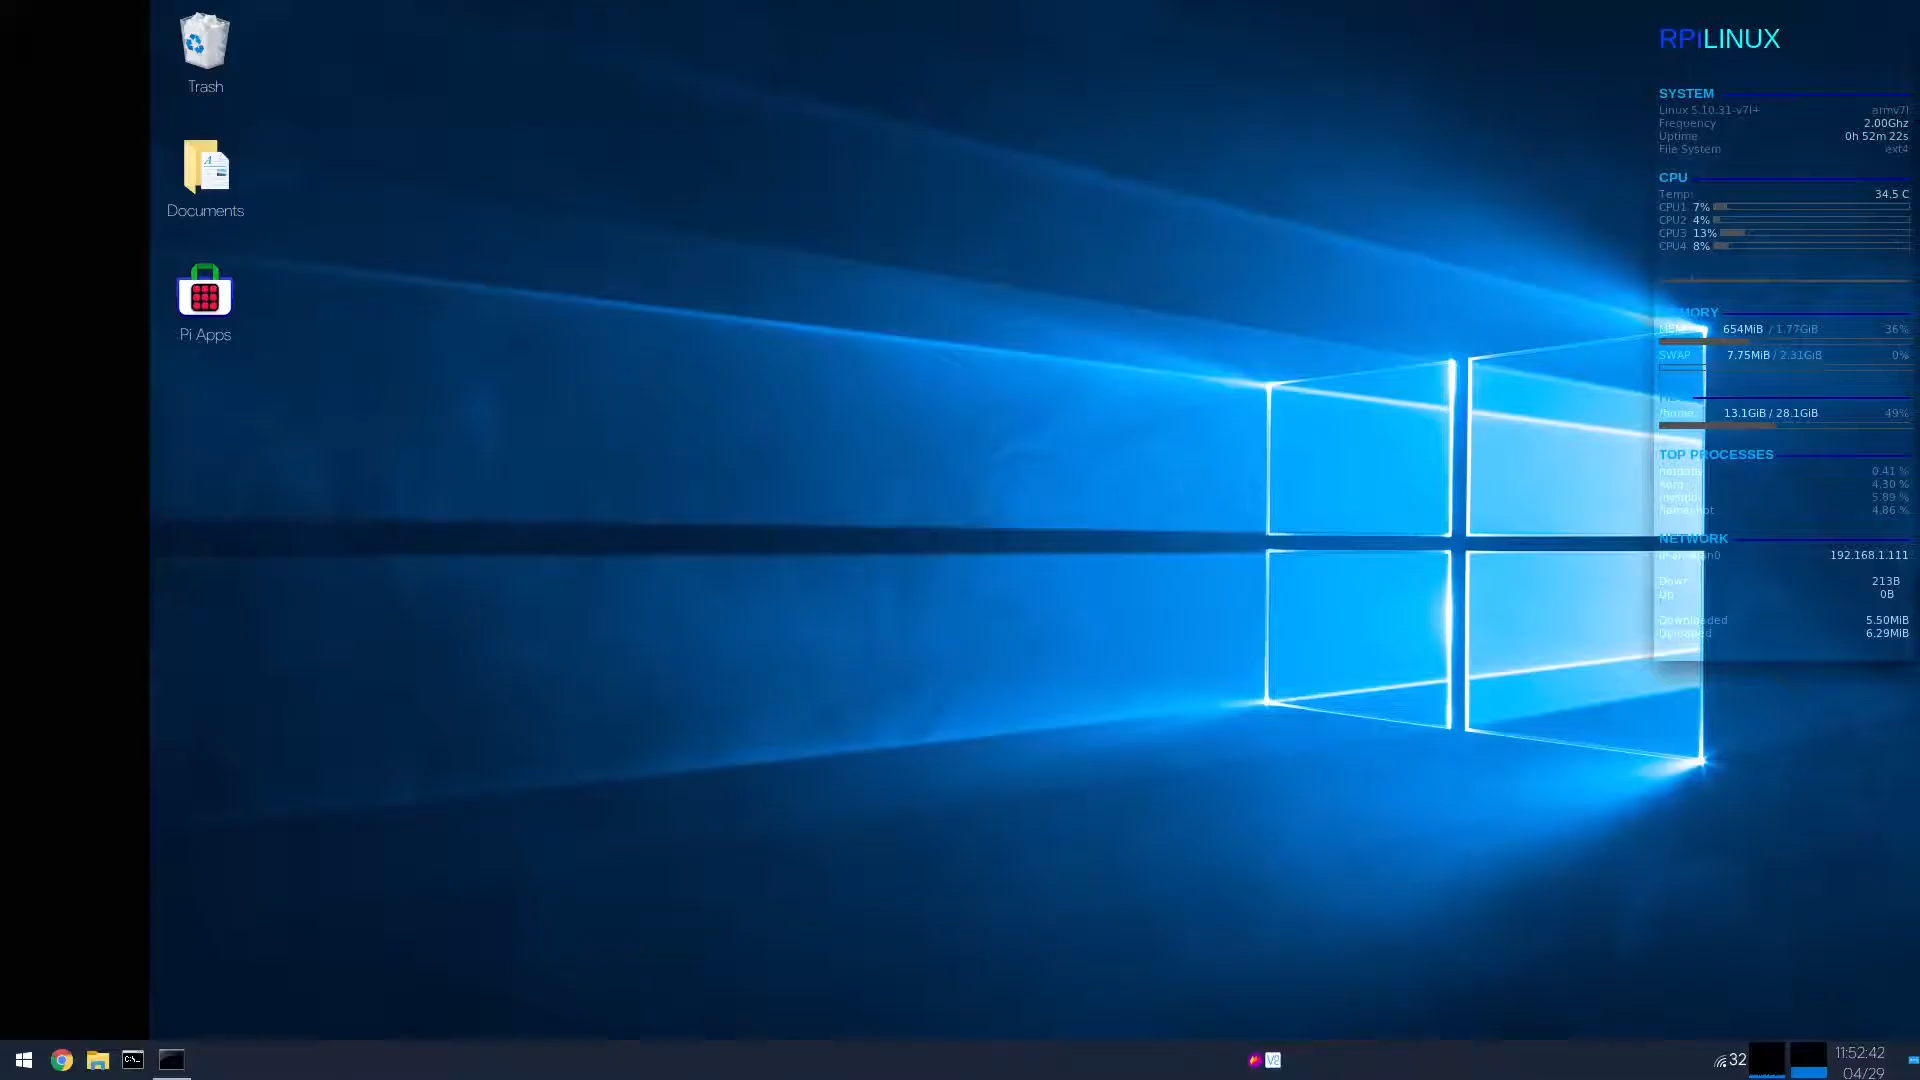 Trash
Documents
Pi Apps
RPiLINUX
SYSTEM
Linux 5.10.31-v7l+ armv7l
Frequency 2.00Ghz
Uptime 0h 52m 22s
File System ext4
CPU
Temp: 34.5 C
CPU1 7%
CPU2 4%
CPU3 13%
CPU4 8%
MEM 654MiB / 1.77GiB 36%
SWAP 7.75MiB / 2.31GiB 0%
/home 13.1GiB / 28.1GiB 49%
TOP PROCESSES
0.41 %
4.30 %
5.89 %
4.86 %
NETWORK
192.168.1.111
Down 213B
Up 0B
Downloaded 5.50MiB
Uploaded 6.29MiB
C:\_
V2
32
11:52:42
04/29